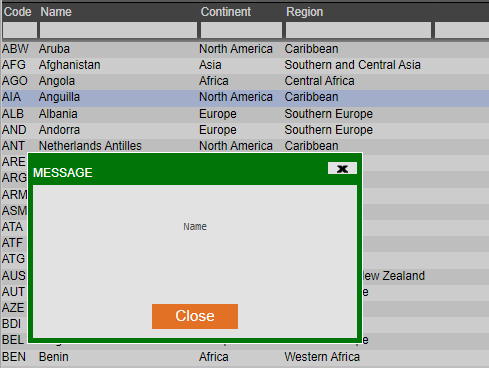 Code Name Continent Region
ABW Aruba North America Caribbean
AFG Afghanistan Asia Southern and Central Asia
AGO Angola Africa Central Africa
AIA Anguilla North America Caribbean
ALB Albania Europe Southern Europe
AND Andorra Europe Southern Europe
ANT Netherlands Antilles North America Caribbean
ARE
ARG
ARM
ASM
ATA
ATF
ATG
AUS ew Zealand
AUT e
AZE
BDI
BEL
BEN Benin Africa Western Africa
MESSAGE
x
Name
Close